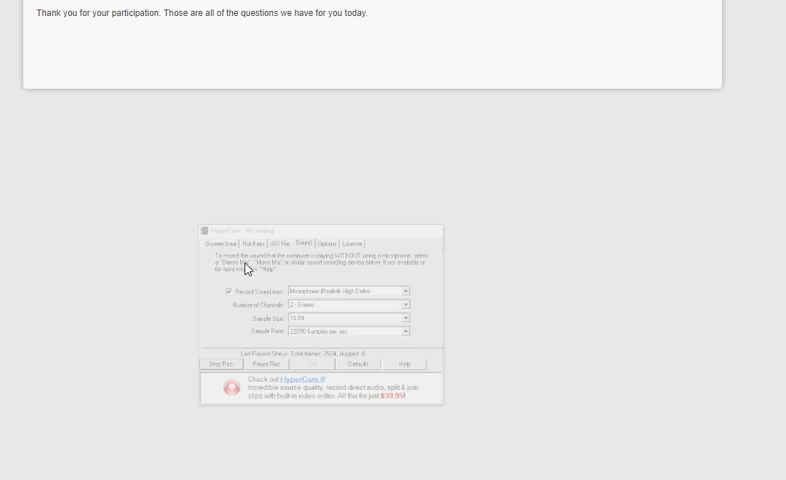 Thank you for your participation. Those are all of the questions we have for you today.
HyperCam - Recording
Screen Area Hot Keys AVI File Sound Options License
To record the sound that the computer is playing WITHOUT using a microphone, select
a "Stereo Mix", "Mono Mix" or similar sound recording device below. If not available or
for more info, click "Help".
Record Sound from: Microphone (Realtek High Defini
Number of Channels: 2 - Stereo
Sample Size: 16 Bit
Sample Rate: 22050 Samples per sec.
Last Record Status: Total frames: 2524, skipped: 0
Stop Rec. Pause Rec. Defaults Help
Check out HyperCam 4!
Incredible source quality, record direct audio, split & join
clips with built-in video editor. All this for just $39.95!